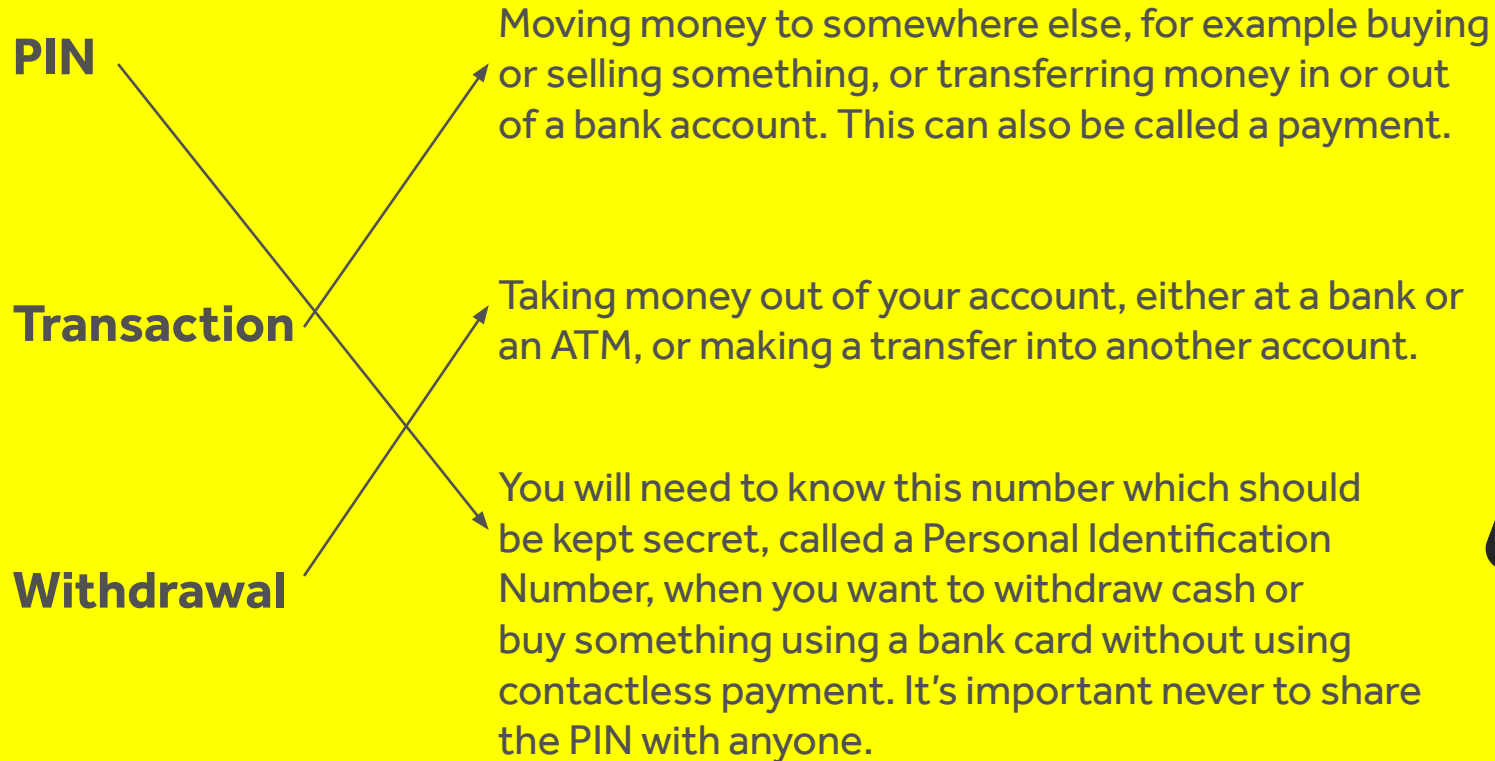 PIN
Moving money to somewhere else, for example buying
or selling something, or transferring money in or out
of a bank account. This can also be called a payment.
Transaction
Taking money out of your account, either at a bank or
an ATM, or making a transfer into another account.
Withdrawal
You will need to know this number which should
be kept secret, called a Personal Identification
Number, when you want to withdraw cash or
buy something using a bank card without using
contactless payment. It’s important never to share
the PIN with anyone.